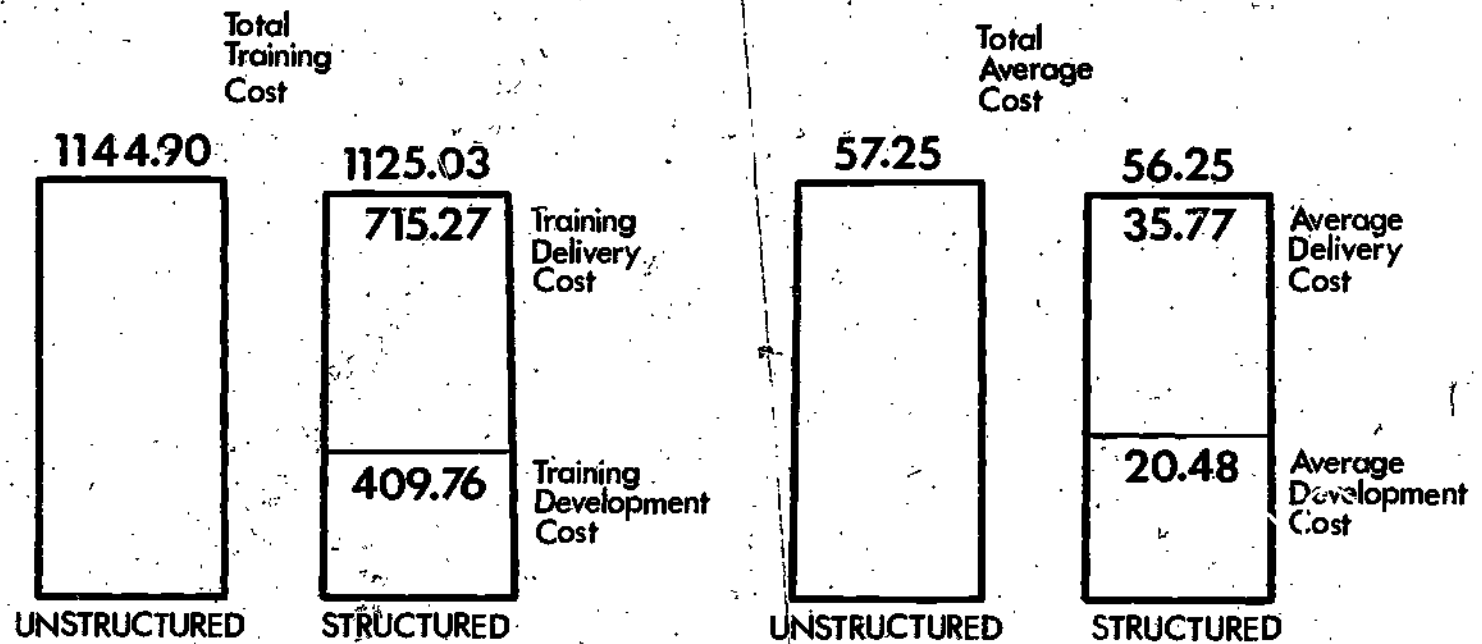 Total
Training
Cost
1144.90
1125.03
715.27
Training
Delivery
Cost
409.76
Training
Development
Cost
UNSTRUCTURED
STRUCTURED
Total
Average
Cost
57.25
56.25
35.77
Average
Delivery
Cost
20.48
Average
Development
Cost
UNSTRUCTURED
STRUCTURED